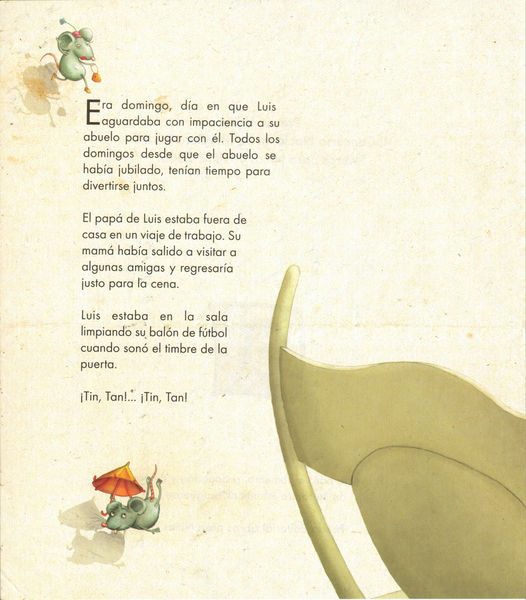 Era domingo, día en que Luis
aguardaba con impaciencia a su
abuelo para jugar con él. Todos los
domingos desde que el abuelo se
había jubilado, tenían tiempo para
divertirse juntos.
El papá de Luis estaba fuera de
casa en un viaje de trabajo. Su
mamá había salido a visitar a
algunas amigas y regresaría
justo para la cena.
Luis estaba en la sala
limpiando su balón de fútbol
cuando sonó el timbre de la
puerta.
¡Tin, Tan!... ¡Tin, Tan!